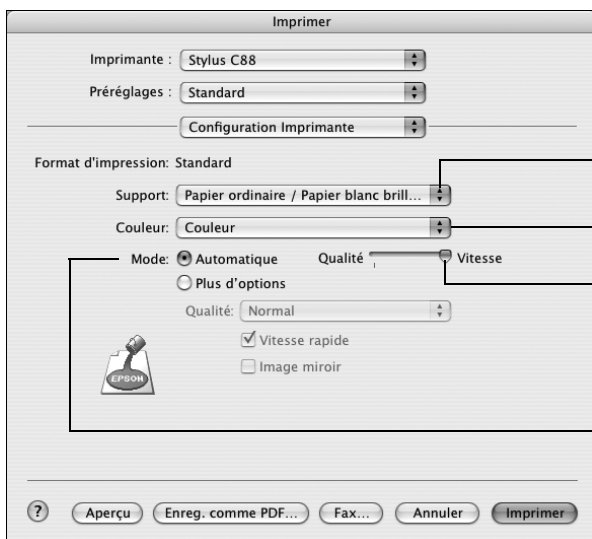 Imprimer
Imprimante : Stylus C88
Préréglages : Standard
Configuration Imprimante
Format d'impression: Standard
Support: Papier ordinaire / Papier blanc brill...
Couleur: Couleur
Mode: Automatique Qualité Vitesse
Plus d'options
Qualité: Normal
Vitesse rapide
Image miroir
EPSON
? Aperçu Enreg. comme PDF... Fax... Annuler Imprimer